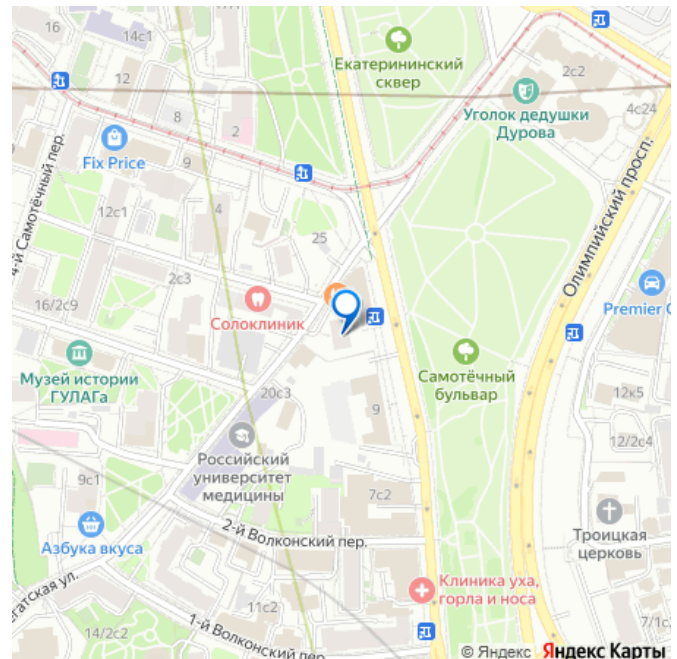 16
14с1
Екатерининский
сквер
2с2
12
8
2
Уголок дедушки
Дурова
4с24
Fix Price
9
4-й Самотёчный пер.
12с1
4
25
Олимпийский просп.
2с3
16/2с9
Солоклиник
Premier
Самотёчный
бульвар
Музей истории
ГУЛАГа
20с3
9
12к5
Российский
университет
медицины
12/2с4
9с1
7с2
2-й Волконский пер.
Троицкая
церковь
Азбука вкуса
Клиника уха,
горла и носа
11с2
14/2с2
1-й Волконский пер.
7/1с
© Яндекс Яндекс Карты